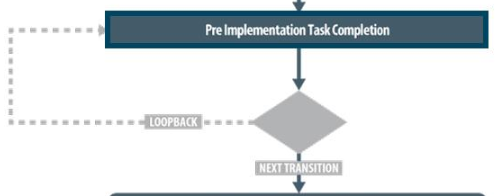 Pre Implementation Task Completion
LOOPBACK
NEXT TRANSITION